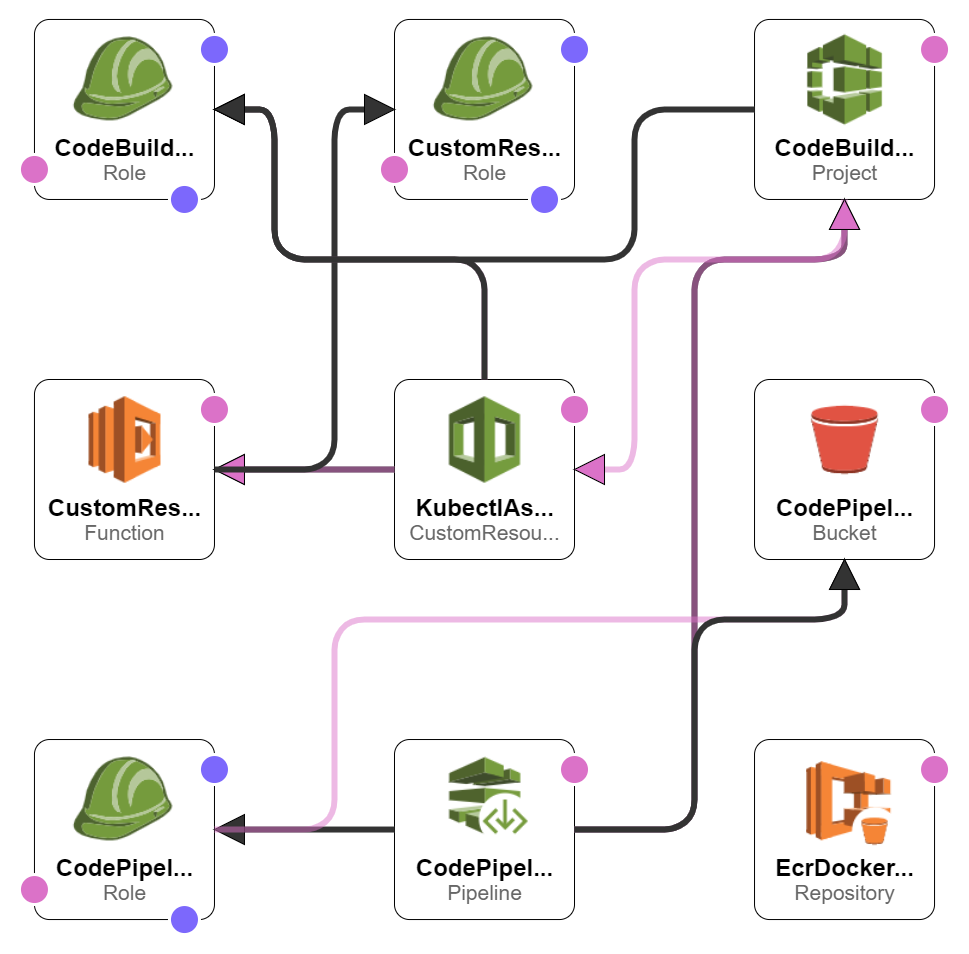 CodeBuild...
Role
CustomRes...
Role
CodeBuild...
Project
CustomRes...
Function
KubectlAs...
CustomResou...
CodePipel...
Bucket
CodePipel...
Role
CodePipel...
Pipeline
EcrDocker...
Repository